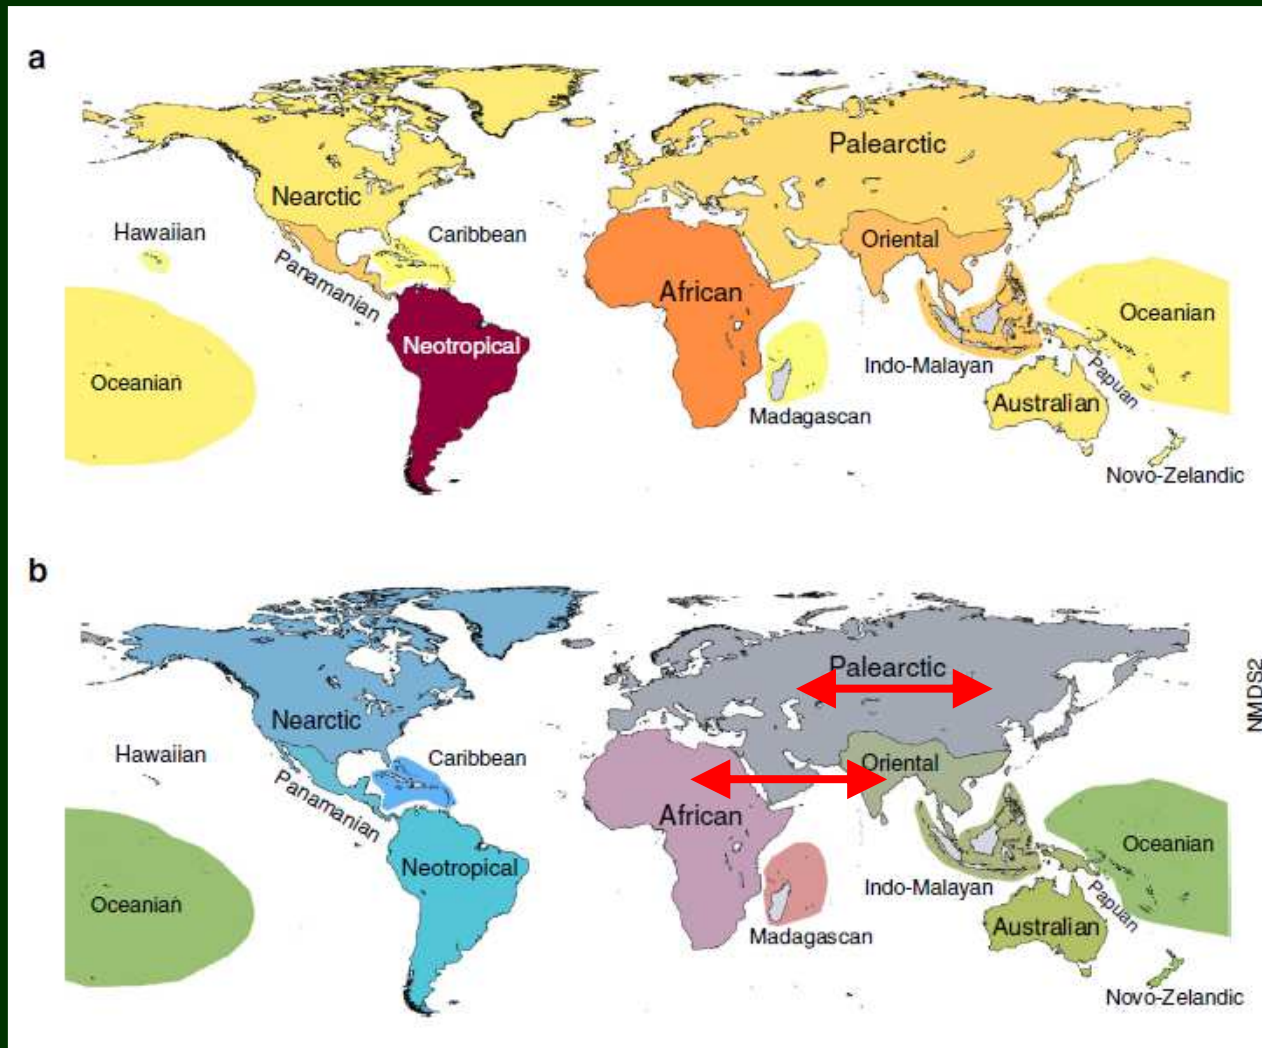 a
Palearctic
Nearctic
Hawaiian
Caribbean
Oriental
Panamanian
African
Oceanian
Neotropical
Indo-Malayan
Papuan
Oceanian
Australian
Madagascan
Novo-Zelandic
b
Palearctic
Nearctic
NMDS2
Hawaiian
Caribbean
Oriental
Panamanian
African
Oceanian
Neotropical
Indo-Malayan
Papuan
Oceanian
Australian
Madagascan
Novo-Zelandic